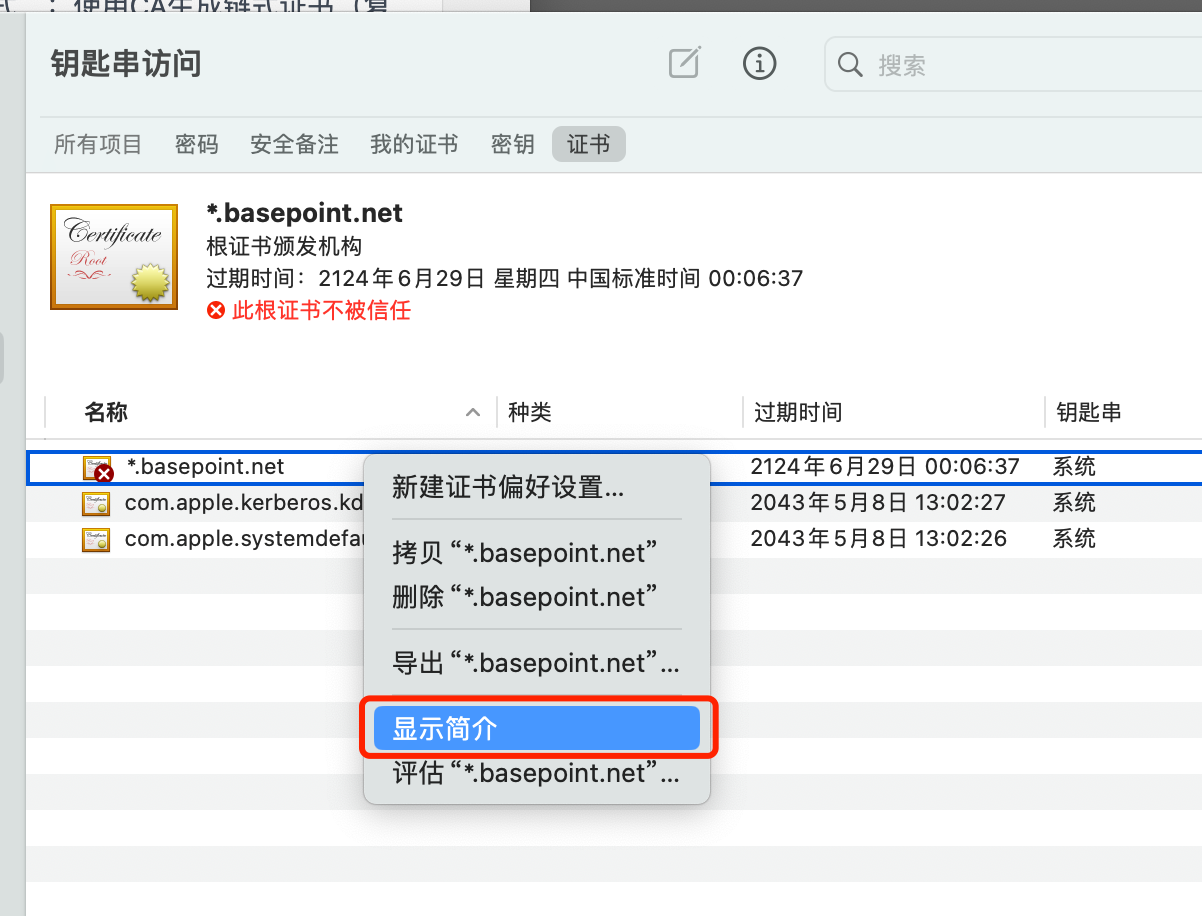 ：使用CA生成链式证书（复
钥匙串访问
搜索
所有项目 密码 安全备注 我的证书 密钥 证书
Certificate
Root
*.basepoint.net
根证书颁发机构
过期时间：2124年6月29日 星期四 中国标准时间 00:06:37
此根证书不被信任
名称 种类 过期时间 钥匙串
*.basepoint.net 2124年6月29日 00:06:37 系统
com.apple.kerberos.kd 2043年5月8日 13:02:27 系统
com.apple.systemdefau 2043年5月8日 13:02:26 系统
新建证书偏好设置...
拷贝“*.basepoint.net”
删除“*.basepoint.net”
导出“*.basepoint.net”...
显示简介
评估“*.basepoint.net”...